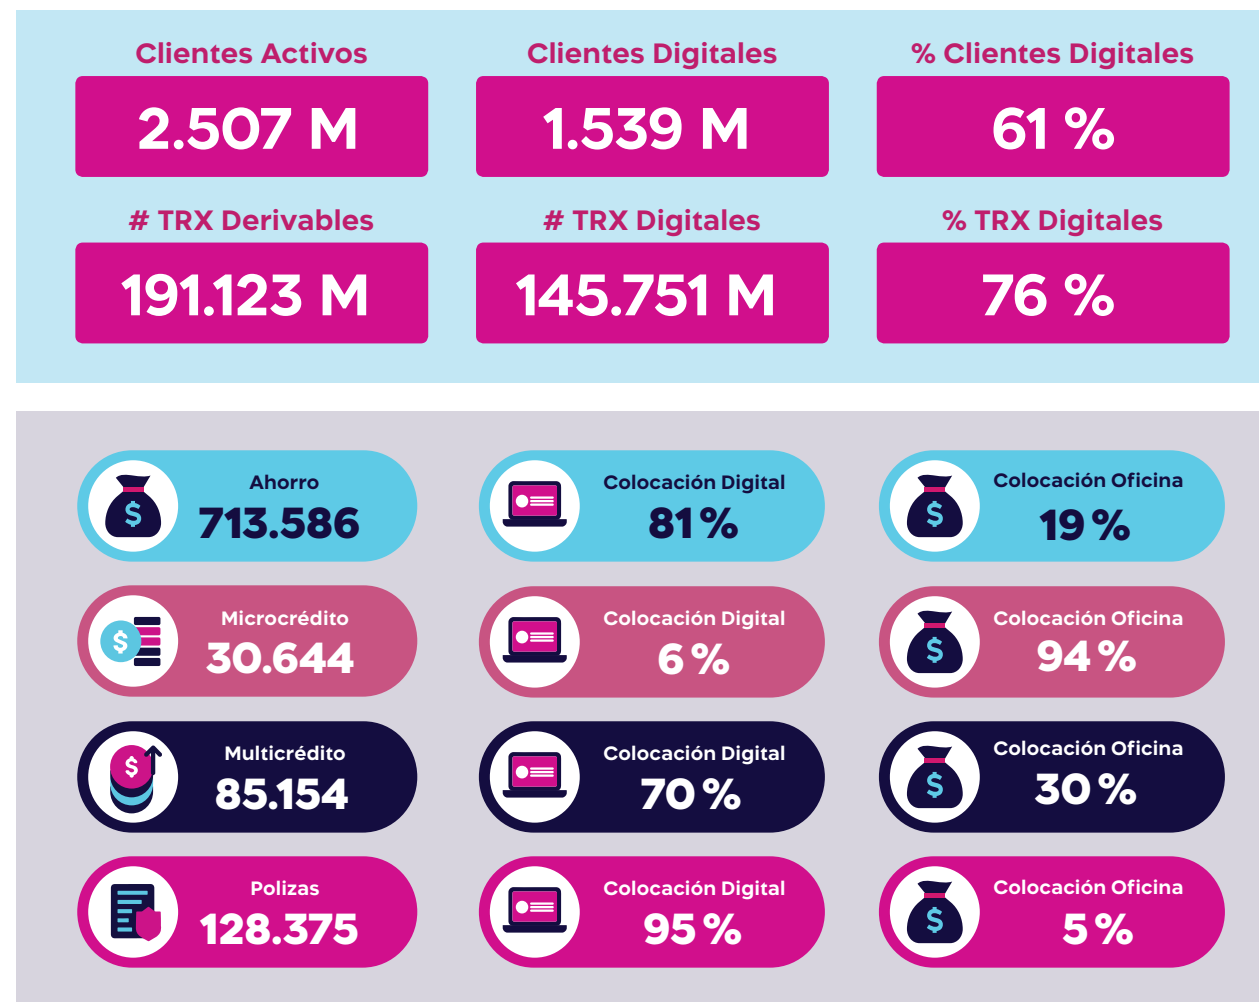 Clientes Activos
Clientes Digitales
% Clientes Digitales
2.507 M
1.539 M
61 %
# TRX Derivables
# TRX Digitales
% TRX Digitales
191.123 M
145.751 M
76 %
Ahorro
713.586
Colocación Digital
81 %
Colocación Oficina
19 %
Microcrédito
30.644
Colocación Digital
6 %
Colocación Oficina
94 %
Multicrédito
85.154
Colocación Digital
70 %
Colocación Oficina
30 %
Polizas
128.375
Colocación Digital
95 %
Colocación Oficina
5 %